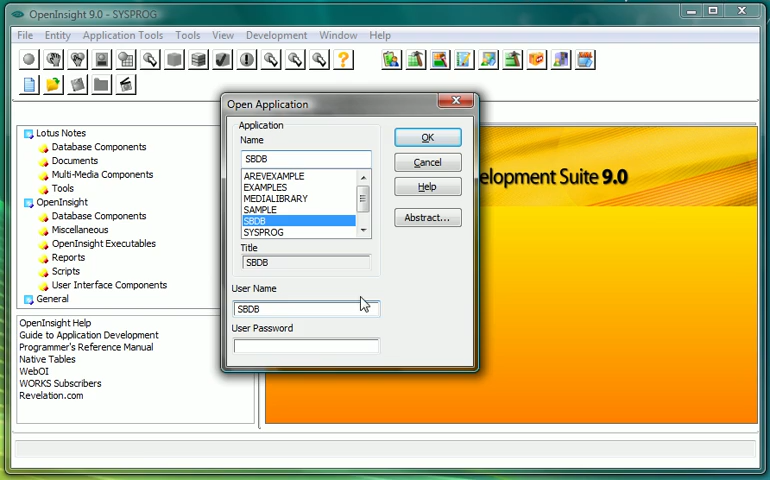 OpenInsight 9.0 - SYSPROG
File Entity Application Tools Tools View Development Window Help
Open Application
Application
Name
SBDB
AREVEXAMPLE
EXAMPLES
MEDIALIBRARY
SAMPLE
SBDB
SYSPROG
Title
SBDB
User Name
SBDB
User Password
OK
Cancel
Help
Abstract...
Lotus Notes
Database Components
Documents
Multi-Media Components
Tools
OpenInsight
Database Components
Miscellaneous
OpenInsight Executables
Reports
Scripts
User Interface Components
General
elopment Suite 9.0
OpenInsight Help
Guide to Application Development
Programmer's Reference Manual
Native Tables
WebOI
WORKS Subscribers
Revelation.com